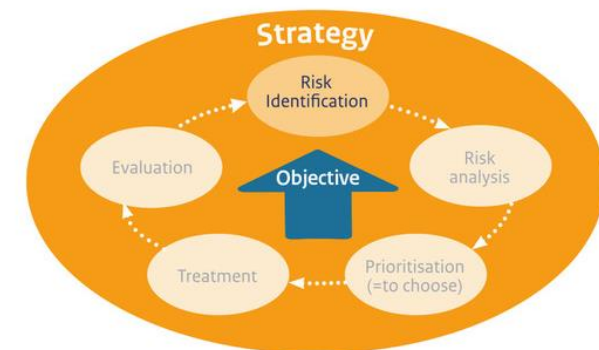 Strategy
Risk
Identification
Risk
analysis
Prioritisation
(=to choose)
Treatment
Evaluation
Objective